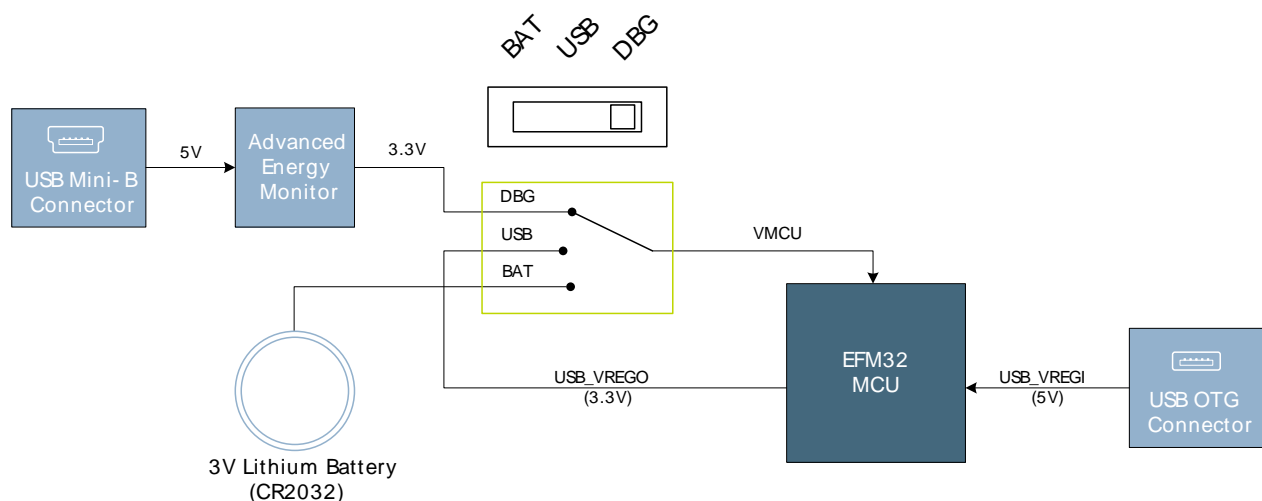 BAT
USB
DBG
USB Mini-B
Connector
5V
Advanced
Energy
Monitor
3.3V
DBG
USB
BAT
VMCU
EFM32
MCU
USB_VREGO
(3.3V)
USB_VREGI
(5V)
USB OTG
Connector
3V Lithium Battery
(CR2032)